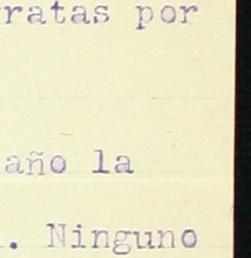 ratas por
año la
. Ninguno